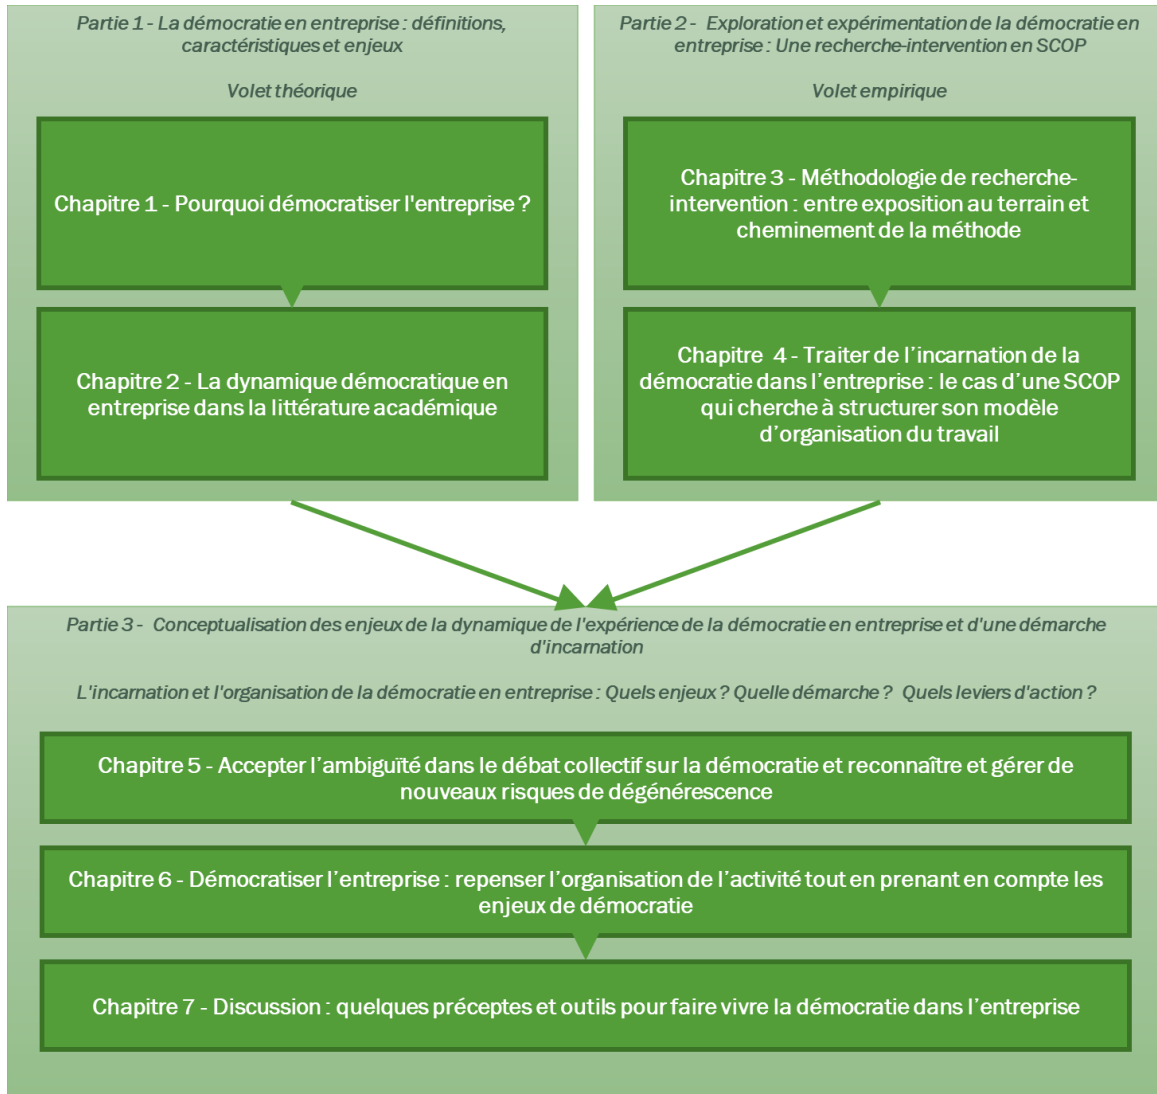 Partie 1 - La démocratie en entreprise : définitions,
caractéristiques et enjeux
Volet théorique
Chapitre 1 - Pourquoi démocratiser l'entreprise ?
Chapitre 2 - La dynamique démocratique en
entreprise dans la littérature académique
Partie 2 - Exploration et expérimentation de la démocratie en
entreprise : Une recherche-intervention en SCOP
Volet empirique
Chapitre 3 - Méthodologie de recherche-
intervention : entre exposition au terrain et
cheminement de la méthode
Chapitre 4 - Traiter de l’incarnation de la
démocratie dans l’entreprise : le cas d’une SCOP
qui cherche à structurer son modèle
d’organisation du travail
Partie 3 - Conceptualisation des enjeux de la dynamique de l'expérience de la démocratie en entreprise et d'une démarche
d'incarnation
L'incarnation et l'organisation de la démocratie en entreprise : Quels enjeux ? Quelle démarche ? Quels leviers d'action ?
Chapitre 5 - Accepter l’ambiguïté dans le débat collectif sur la démocratie et reconnaître et gérer de
nouveaux risques de dégénérescence
Chapitre 6 - Démocratiser l’entreprise : repenser l’organisation de l’activité tout en prenant en compte les
enjeux de démocratie
Chapitre 7 - Discussion : quelques préceptes et outils pour faire vivre la démocratie dans l’entreprise